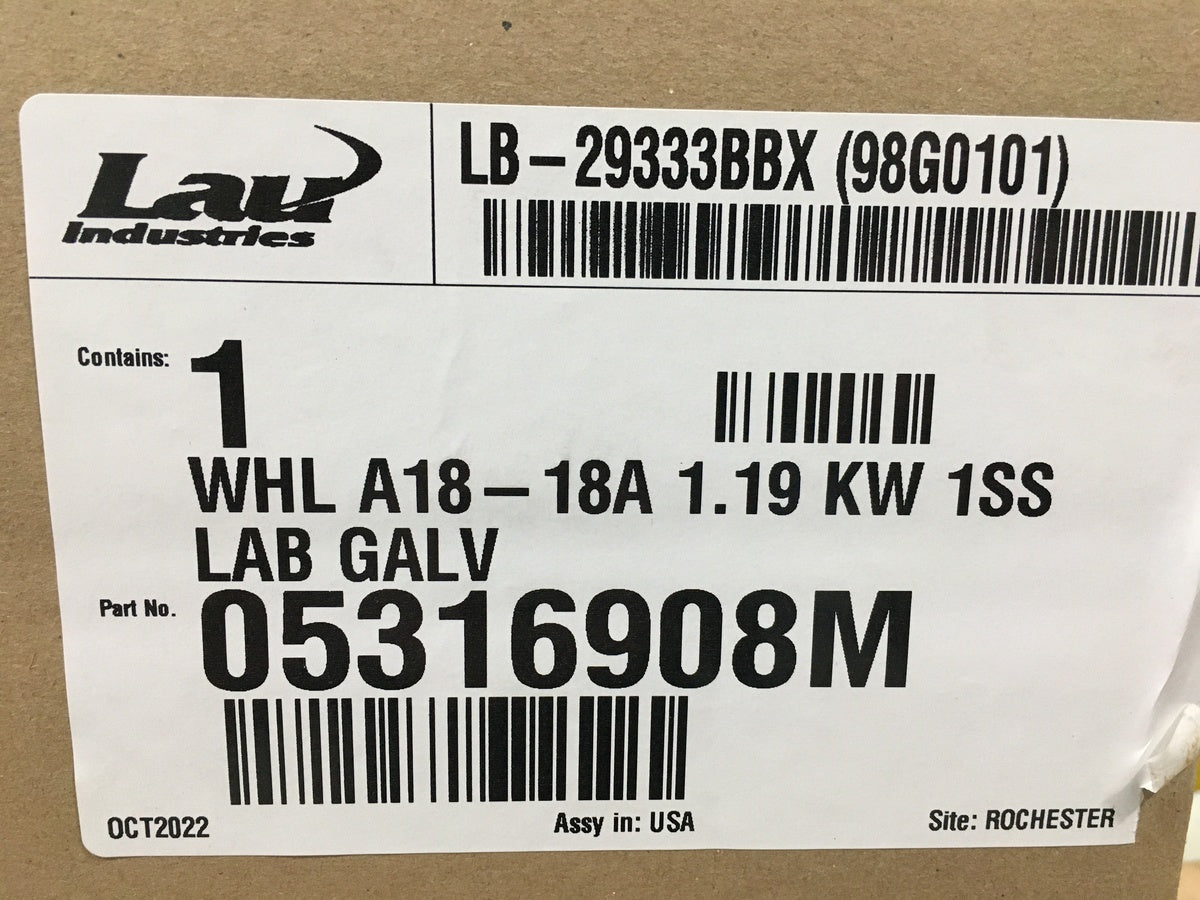 Lau
Industries
LB-29333BBX (98G0101)
Contains: 1
WHL A18-18A 1.19 KW 1SS
LAB GALV
Part No. 05316908M
OCT2022 Assy in: USA Site: ROCHESTER